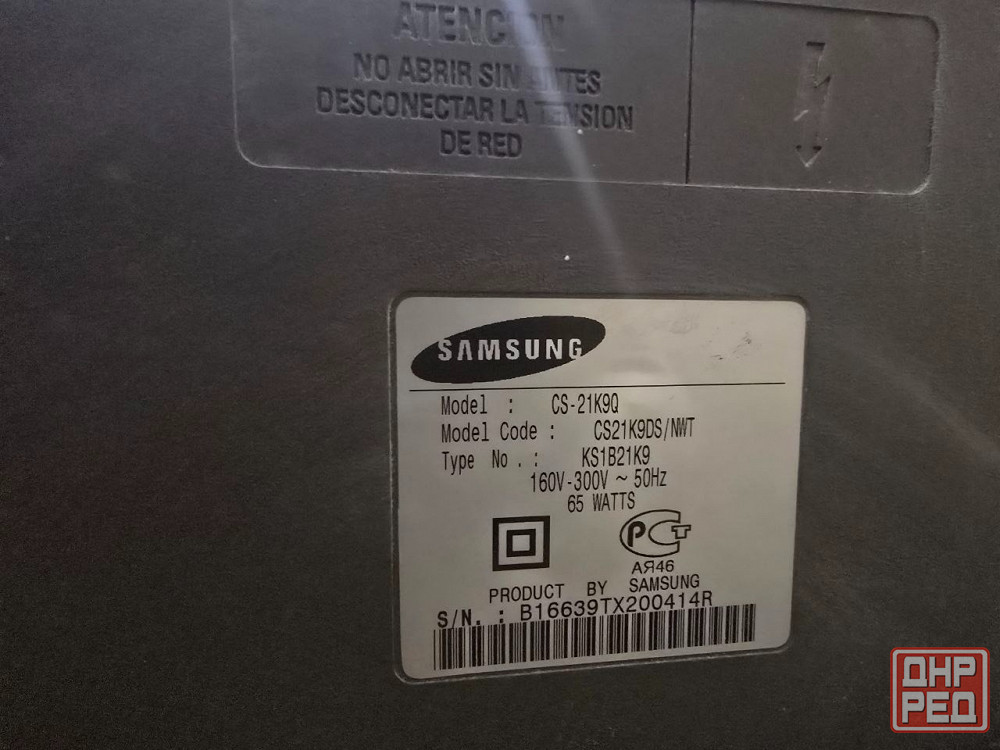 ATENCION
NO ABRIR SIN ANTES
DESCONECTAR LA TENSION
DE RED
SAMSUNG
Model : CS-21K9Q
Model Code : CS21K9DS/NWT
Type No. : KS1B21K9
160V-300V ~ 50Hz
65 WATTS
РСТ
АЯ46
PRODUCT BY SAMSUNG
S/N. : B16639TX200414R
ДНР
РЕД